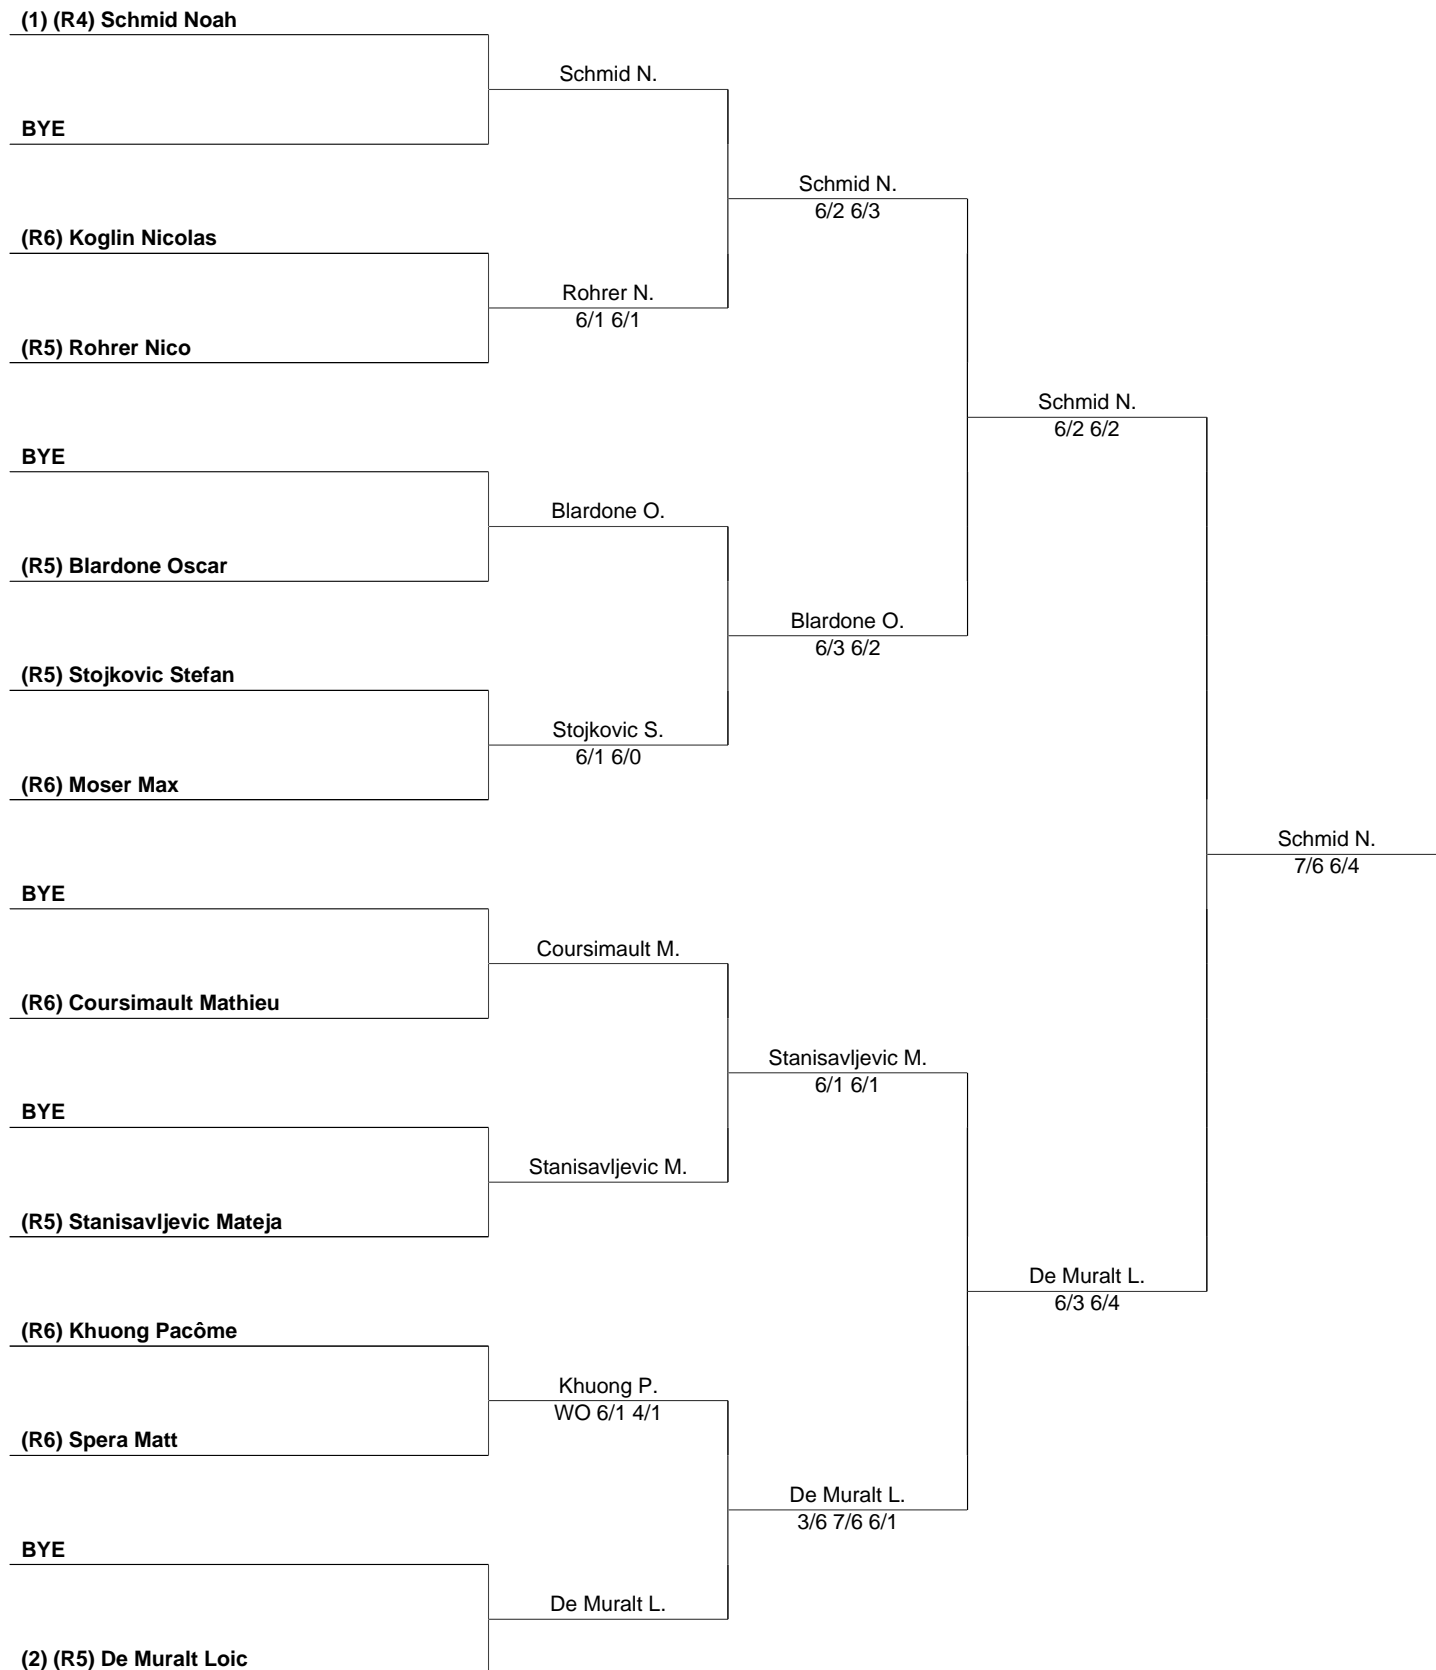 (1) (R4) Schmid Noah
Schmid N.
BYE
Schmid N.
6/2 6/3
(R6) Koglin Nicolas
Rohrer N.
6/1 6/1
(R5) Rohrer Nico
Schmid N.
6/2 6/2
BYE
Blardone O.
(R5) Blardone Oscar
Blardone O.
6/3 6/2
(R5) Stojkovic Stefan
Stojkovic S.
6/1 6/0
(R6) Moser Max
Schmid N.
7/6 6/4
BYE
Coursimault M.
(R6) Coursimault Mathieu
Stanisavljevic M.
6/1 6/1
BYE
Stanisavljevic M.
(R5) Stanisavljevic Mateja
De Muralt L.
6/3 6/4
(R6) Khuong Pacôme
Khuong P.
WO 6/1 4/1
(R6) Spera Matt
De Muralt L.
3/6 7/6 6/1
BYE
De Muralt L.
(2) (R5) De Muralt Loic